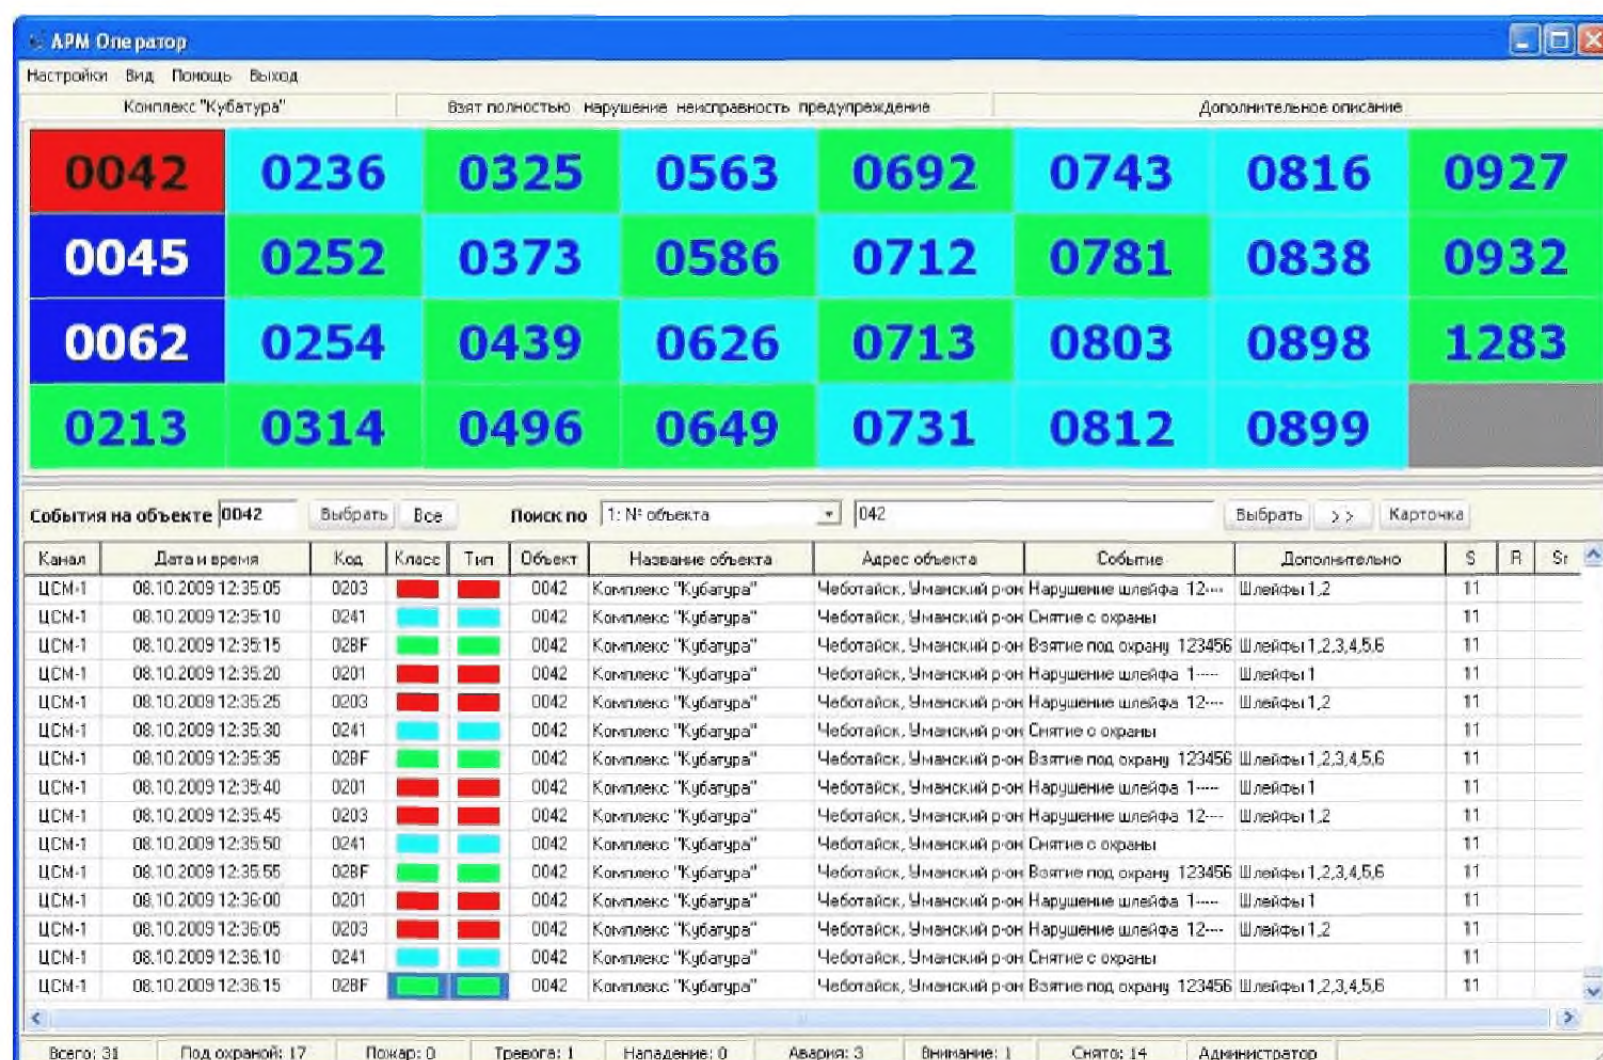 АРМ Оператор
Настройки Вид Помощь Выход
Комплекс "Кубатура" Взят полностью нарушение неисправность предупреждение Дополнительное описание
0042 0236 0325 0563 0692 0743 0816 0927
0045 0252 0373 0586 0712 0781 0838 0932
0062 0254 0439 0626 0713 0803 0898 1283
0213 0314 0496 0649 0731 0812 0899
События на объекте 0042 Выбрать Все Поиск по 1: № объекта 042 Выбрать >> Карточка
Канал Дата и время Код Класс Тип Объект Название объекта Адрес объекта Событие Дополнительно S R Sr
ЦСМ-1 08.10.2009 12:35:05 0203 0042 Комплекс "Кубатура" Чеботайск, Уманский р-он Нарушение шлейфа 12---- Шлейфы 1,2 11
ЦСМ-1 08.10.2009 12:35:10 0241 0042 Комплекс "Кубатура" Чеботайск, Уманский р-он Снятие с охраны 11
ЦСМ-1 08.10.2009 12:35:15 02BF 0042 Комплекс "Кубатура" Чеботайск, Уманский р-он Взятие под охрану 123456 Шлейфы 1,2,3,4,5,6 11
ЦСМ-1 08.10.2009 12:35:20 0201 0042 Комплекс "Кубатура" Чеботайск, Уманский р-он Нарушение шлейфа 1----- Шлейфы 1 11
ЦСМ-1 08.10.2009 12:35:25 0203 0042 Комплекс "Кубатура" Чеботайск, Уманский р-он Нарушение шлейфа 12---- Шлейфы 1,2 11
ЦСМ-1 08.10.2009 12:35:30 0241 0042 Комплекс "Кубатура" Чеботайск, Уманский р-он Снятие с охраны 11
ЦСМ-1 08.10.2009 12:35:35 02BF 0042 Комплекс "Кубатура" Чеботайск, Уманский р-он Взятие под охрану 123456 Шлейфы 1,2,3,4,5,6 11
ЦСМ-1 08.10.2009 12:35:40 0201 0042 Комплекс "Кубатура" Чеботайск, Уманский р-он Нарушение шлейфа 1----- Шлейфы 1 11
ЦСМ-1 08.10.2009 12:35:45 0203 0042 Комплекс "Кубатура" Чеботайск, Уманский р-он Нарушение шлейфа 12---- Шлейфы 1,2 11
ЦСМ-1 08.10.2009 12:35:50 0241 0042 Комплекс "Кубатура" Чеботайск, Уманский р-он Снятие с охраны 11
ЦСМ-1 08.10.2009 12:35:55 02BF 0042 Комплекс "Кубатура" Чеботайск, Уманский р-он Взятие под охрану 123456 Шлейфы 1,2,3,4,5,6 11
ЦСМ-1 08.10.2009 12:36:00 0201 0042 Комплекс "Кубатура" Чеботайск, Уманский р-он Нарушение шлейфа 1----- Шлейфы 1 11
ЦСМ-1 08.10.2009 12:36:05 0203 0042 Комплекс "Кубатура" Чеботайск, Уманский р-он Нарушение шлейфа 12---- Шлейфы 1,2 11
ЦСМ-1 08.10.2009 12:36:10 0241 0042 Комплекс "Кубатура" Чеботайск, Уманский р-он Снятие с охраны 11
ЦСМ-1 08.10.2009 12:36:15 02BF 0042 Комплекс "Кубатура" Чеботайск, Уманский р-он Взятие под охрану 123456 Шлейфы 1,2,3,4,5,6 11
Всего: 31 Под охраной: 17 Пожар: 0 Тревога: 1 Нападение: 0 Авария: 3 Внимание: 1 Снято: 14 Администратор